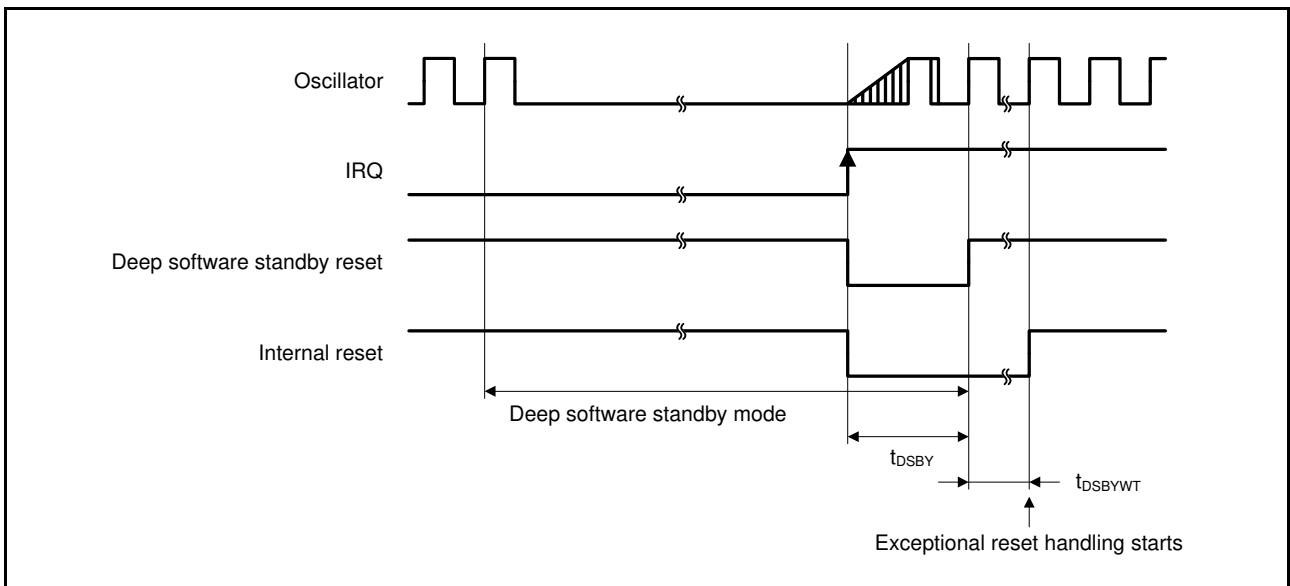 Oscillator
IRQ
Deep software standby reset
Internal reset
Deep software standby mode
tDSBY
tDSBYWT
Exceptional reset handling starts